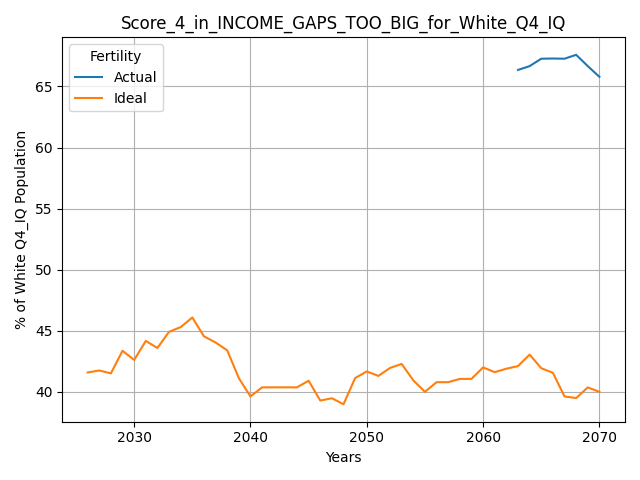 Score_4_in_INCOME_GAPS_TOO_BIG_for_White_Q4_IQ
Fertility
Actual
Ideal
% of White Q4_IQ Population
65
60
55
50
45
40
2030
2040
2050
2060
2070
Years